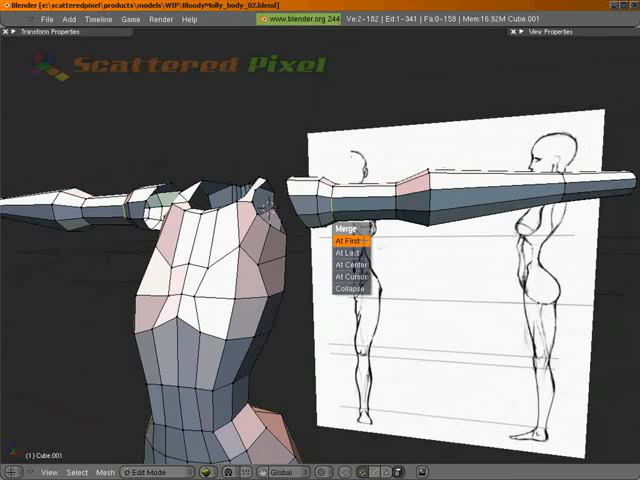 Blender [e:\scatteredpixel\products\models\WIP\BloodyMolly_body_02.blend]
File Add Timeline Game Render Help
www.blender.org 244
Ve:2-182 | Ed:1-341 | Fa:0-158 | Mem:16.92M Cube.001
Transform Properties
View Properties
Scattered Pixel
Merge
At First
At Last
At Center
At Cursor
Collapse
(1) Cube.001
View Select Mesh Edit Mode Global